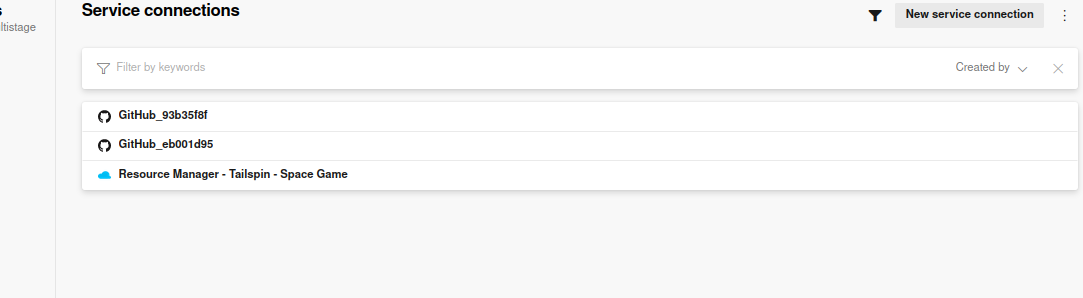 Service connections
New service connection
ltistage
Filter by keywords
Created by
GitHub_93b35f8f
GitHub_eb001d95
Resource Manager - Tailspin - Space Game